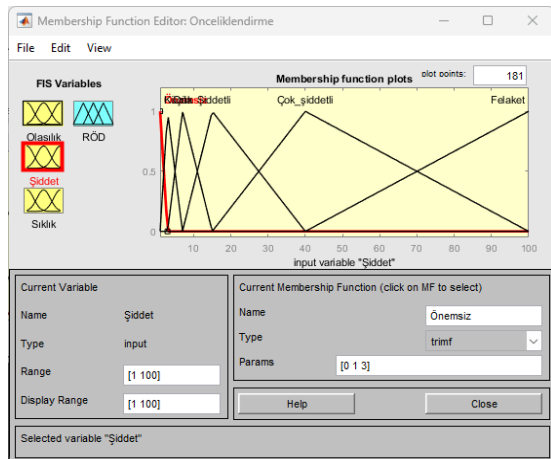 Membership Function Editor: Onceliklendirme
File Edit View
FIS Variables
Olasılık RÖD
Şiddet
Sıklık
Membership function plots
plot points: 181
Şiddetli Çok_şiddetli Felaket
1
0.5
0
10 20 30 40 50 60 70 80 90 100
input variable "Şiddet"
Current Variable
Name Şiddet
Type input
Range [1 100]
Display Range [1 100]
Current Membership Function (click on MF to select)
Name Önemsiz
Type trimf
Params [0 1 3]
Help Close
Selected variable "Şiddet"